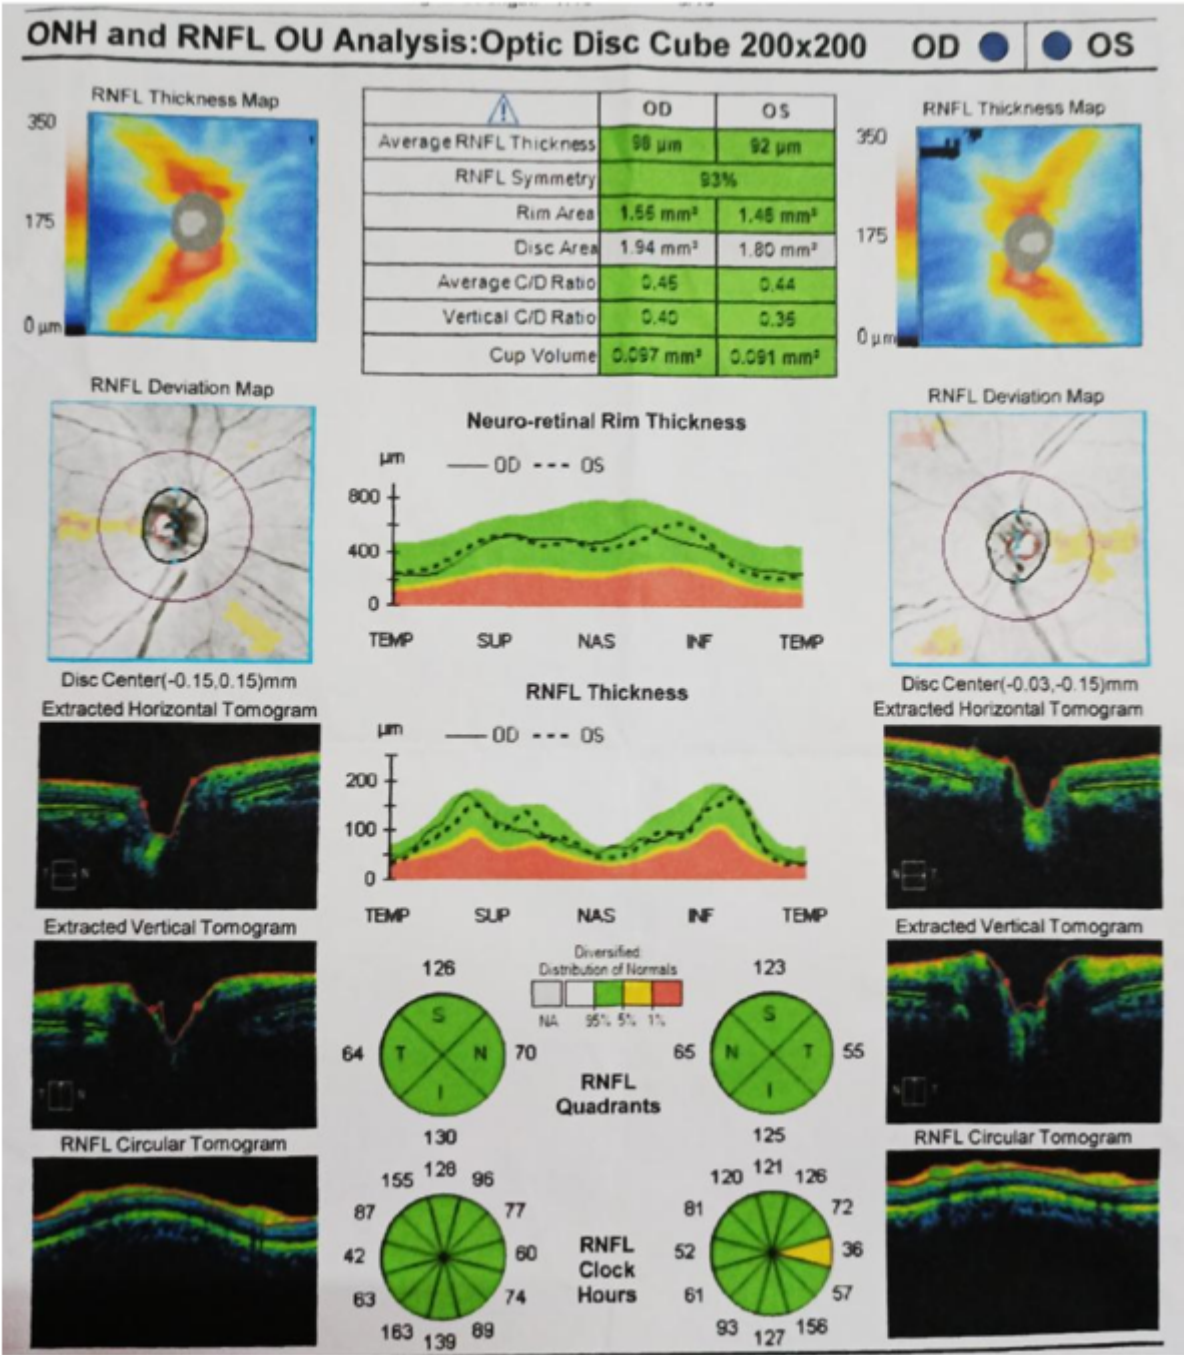 ONH and RNFL OU Analysis:Optic Disc Cube 200x200 OD OS
RNFL Thickness Map
350
175
0 µm
OD OS
Average RNFL Thickness 98 µm 92 µm
RNFL Symmetry 93%
Rim Area 1.55 mm² 1.46 mm²
Disc Area 1.94 mm² 1.80 mm²
Average C/D Ratio 0.45 0.44
Vertical C/D Ratio 0.40 0.36
Cup Volume 0.097 mm³ 0.091 mm³
RNFL Thickness Map
350
175
0 µm
RNFL Deviation Map
Disc Center(-0.15,0.15)mm
Neuro-retinal Rim Thickness
µm OD OS
800
400
0
TEMP SUP NAS INF TEMP
RNFL Deviation Map
Disc Center(-0.03,-0.15)mm
Extracted Horizontal Tomogram
T N
RNFL Thickness
µm OD OS
200
100
0
TEMP SUP NAS INF TEMP
Extracted Horizontal Tomogram
N T
Extracted Vertical Tomogram
T N
126
64 S T N I 70
130
Diversified
Distribution of Normals
NA 95% 5% 1%
RNFL
Quadrants
123
65 S N T I 55
125
Extracted Vertical Tomogram
N T
RNFL Circular Tomogram
155 128 96
87 77
42 60
63 74
163 139 89
RNFL
Clock
Hours
120 121 126
81 72
52 36
61 57
93 127 156
RNFL Circular Tomogram